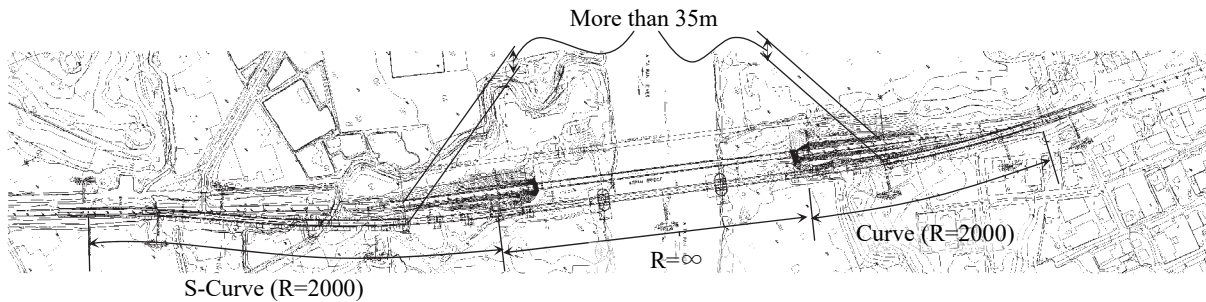 More than 35m
Curve (R=2000)
R=∞
S-Curve (R=2000)